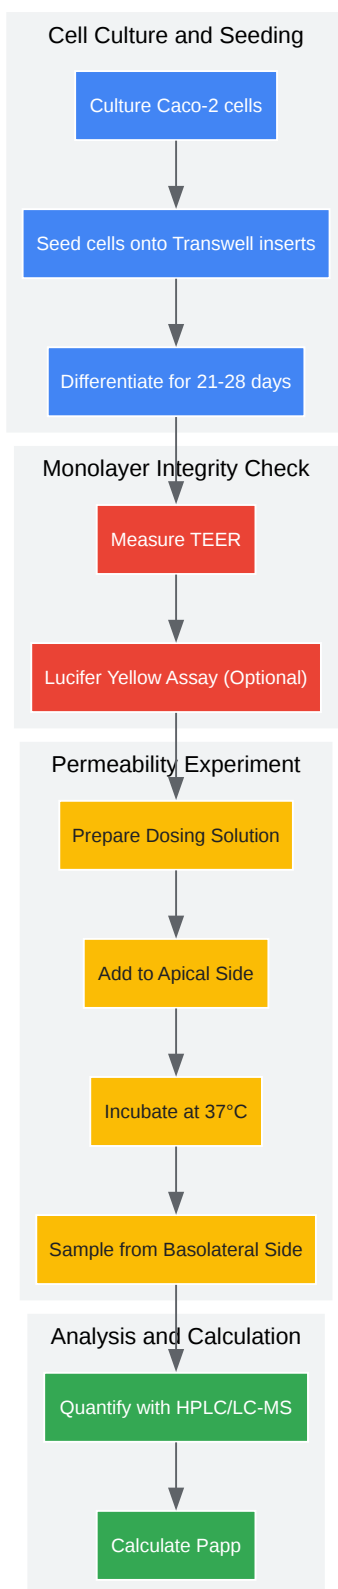 Cell Culture and Seeding
Culture Caco-2 cells
Seed cells onto Transwell inserts
Differentiate for 21-28 days
Monolayer Integrity Check
Measure TEER
Lucifer Yellow Assay (Optional)
Permeability Experiment
Prepare Dosing Solution
Add to Apical Side
Incubate at 37°C
Sample from Basolateral Side
Analysis and Calculation
Quantify with HPLC/LC-MS
Calculate Papp